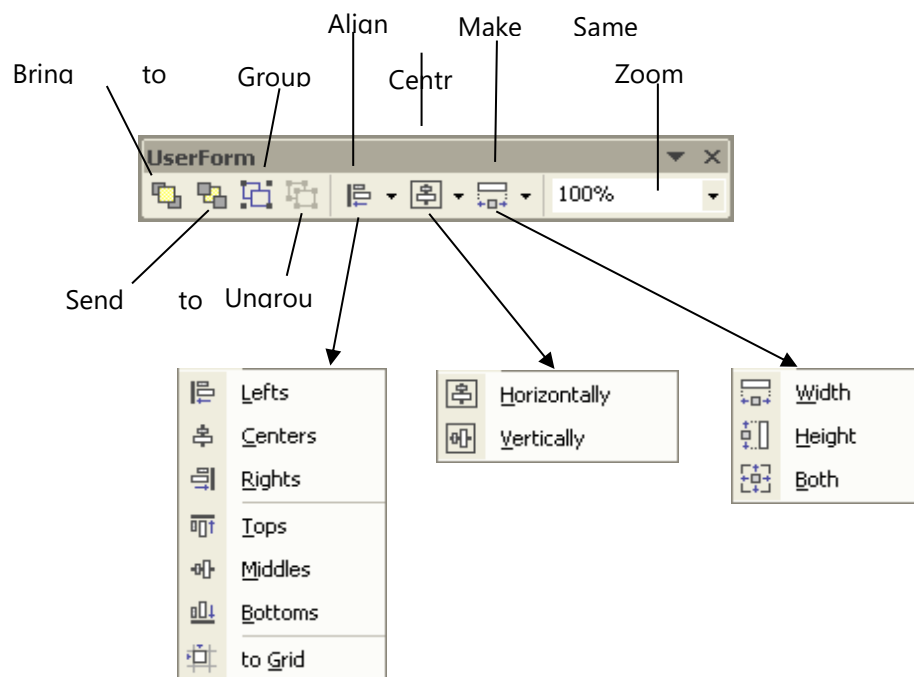 Align
Make Same
Bring to
Group
Centr
Zoom
UserForm
100%
Send to
Ungrou
Lefts
Centers
Rights
Tops
Middles
Bottoms
to Grid
Horizontally
Vertically
Width
Height
Both